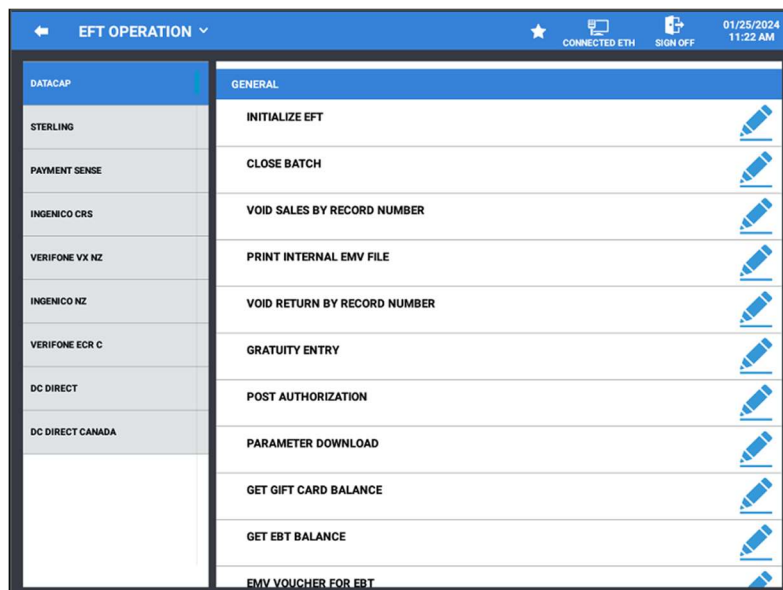 EFT OPERATION
CONNECTED ETH
SIGN OFF
01/25/2024
11:22 AM
DATACAP
STERLING
PAYMENT SENSE
INGENICO CRS
VERIFONE VX NZ
INGENICO NZ
VERIFONE ECR C
DC DIRECT
DC DIRECT CANADA
GENERAL
INITIALIZE EFT
CLOSE BATCH
VOID SALES BY RECORD NUMBER
PRINT INTERNAL EMV FILE
VOID RETURN BY RECORD NUMBER
GRATUITY ENTRY
POST AUTHORIZATION
PARAMETER DOWNLOAD
GET GIFT CARD BALANCE
GET EBT BALANCE
EMV VOUCHER FOR EBT